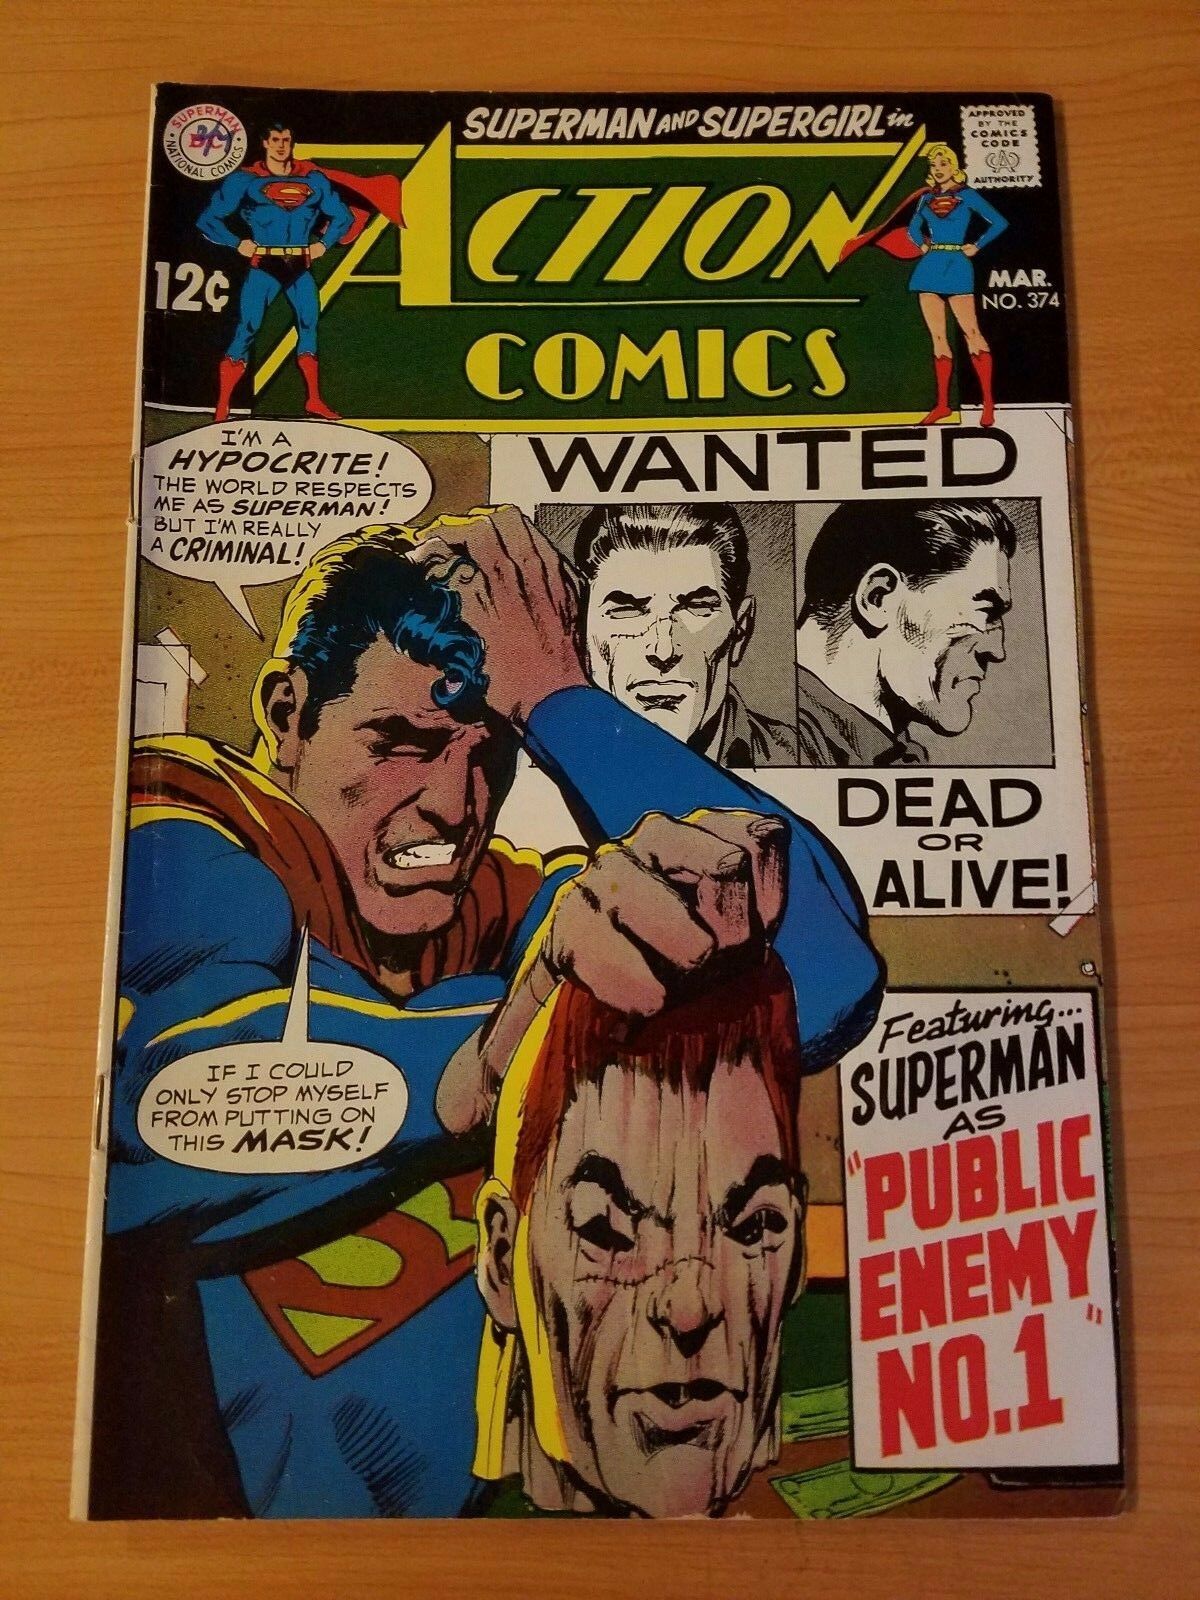 SUPERMAN AND SUPERGIRL in
SUPERMAN
NATIONAL COMICS
APPROVED
BY THE
COMICS
CODE
CA
AUTHORITY
ACTION
COMICS
12¢
MAR.
NO. 374
I'M A
HYPOCRITE!
THE WORLD RESPECTS
ME AS SUPERMAN!
BUT I'M REALLY
A CRIMINAL!
WANTED
DEAD
OR
ALIVE!
IF I COULD
ONLY STOP MYSELF
FROM PUTTING ON
THIS MASK!
Featuring...
SUPERMAN
AS
"PUBLIC
ENEMY
NO.1"